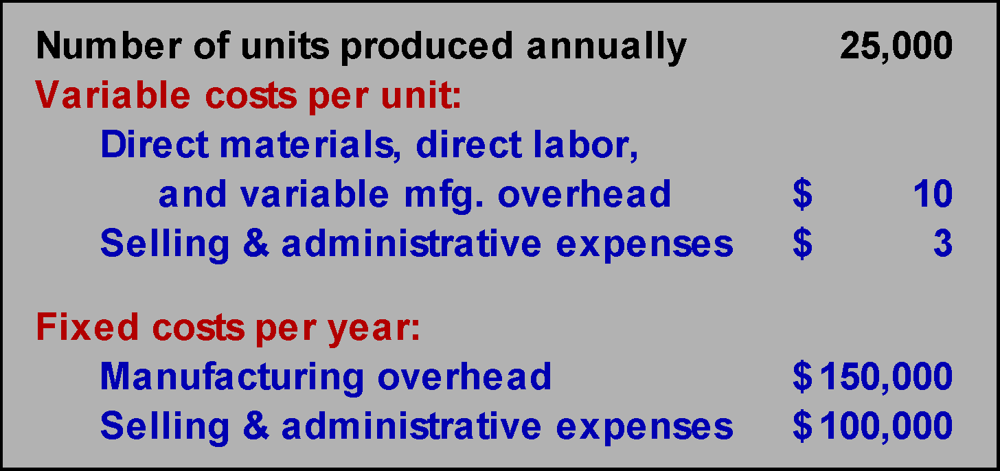 Number of units produced annually 25,000
Variable costs per unit:
Direct materials, direct labor,
and variable mfg. overhead $ 10
Selling & administrative expenses $ 3
Fixed costs per year:
Manufacturing overhead $ 150,000
Selling & administrative expenses $ 100,000